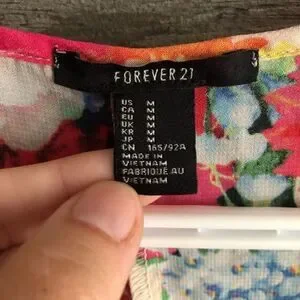 FOREVER 21
US M
CA M
EU M
UK M
KR M
JP M
CN 165/92A
MADE IN
VIETNAM
FABRIQUÉ AU
VIETNAM